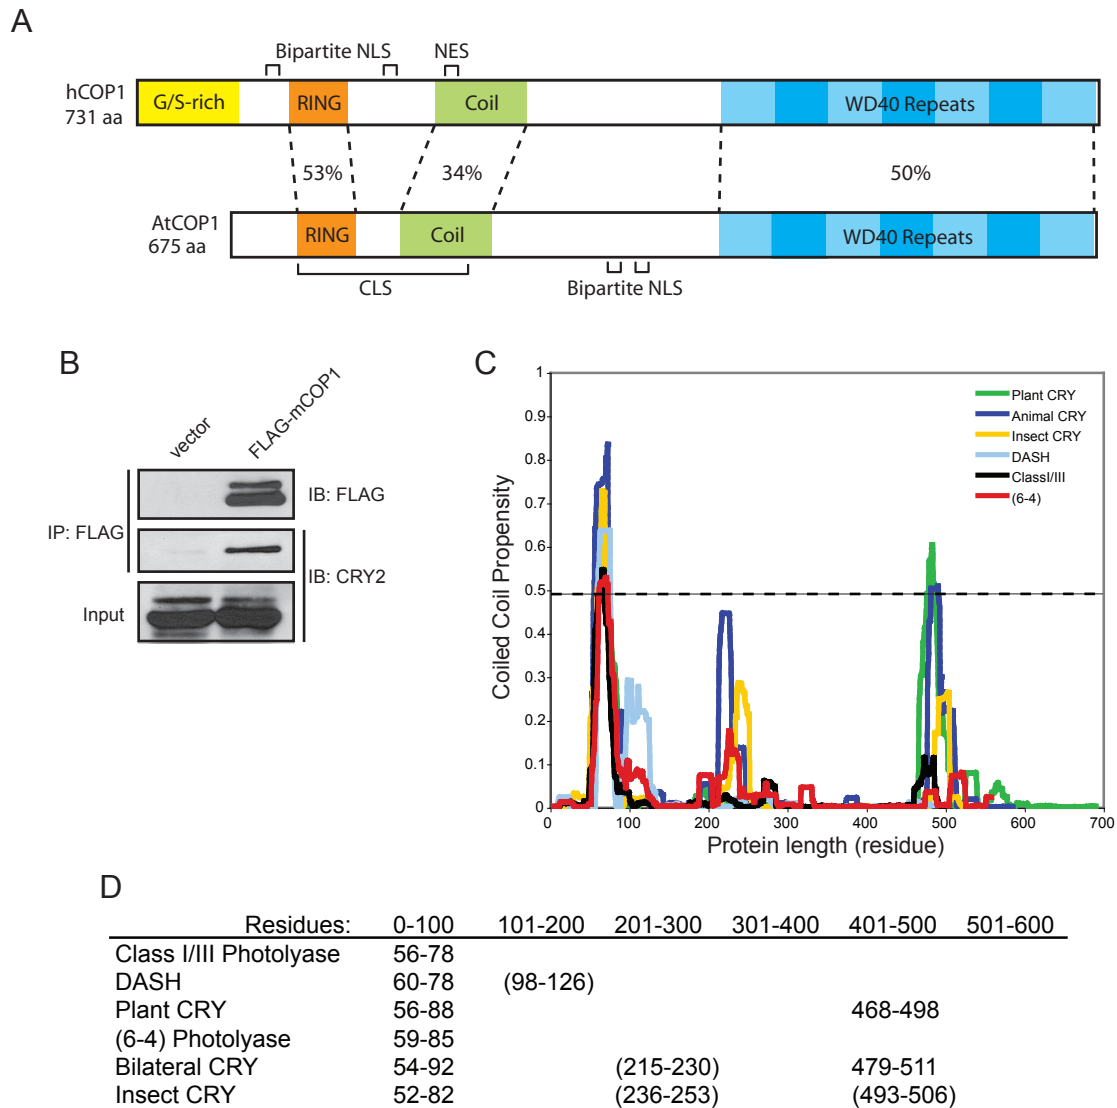 A
Bipartite NLS
NES
hCOP1
731 aa
G/S-rich
RING
Coil
WD40 Repeats
53%
34%
50%
AtCOP1
675 aa
RING
Coil
WD40 Repeats
CLS
Bipartite NLS
B
vector
FLAG-mCOP1
IB: FLAG
IP: FLAG
IB: CRY2
Input
C
Coiled Coil Propensity
1
0.9
0.8
0.7
0.6
0.5
0.4
0.3
0.2
0.1
0
Plant CRY
Animal CRY
Insect CRY
DASH
ClassI/III
(6-4)
0 100 200 300 400 500 600 700
Protein length (residue)
D
Residues: 0-100 101-200 201-300 301-400 401-500 501-600
Class I/III Photolyase 56-78
DASH 60-78 (98-126)
Plant CRY 56-88 468-498
(6-4) Photolyase 59-85
Bilateral CRY 54-92 (215-230) 479-511
Insect CRY 52-82 (236-253) (493-506)